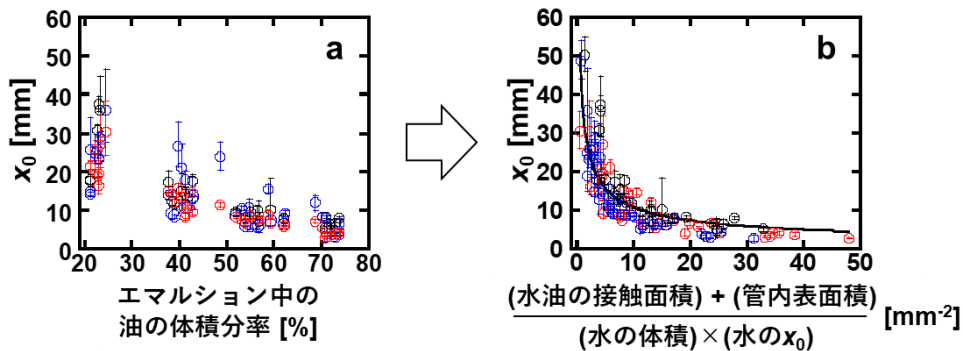 60
50
40
30
20
10
0
x₀ [mm]
a
20 30 40 50 60 70 80
エマルション中の
油の体積分率 [%]
60
50
40
30
20
10
0
x₀ [mm]
b
0 10 20 30 40 50
(水油の接触面積) + (管内表面積)
(水の体積)×(水のx₀)
[mm⁻²]